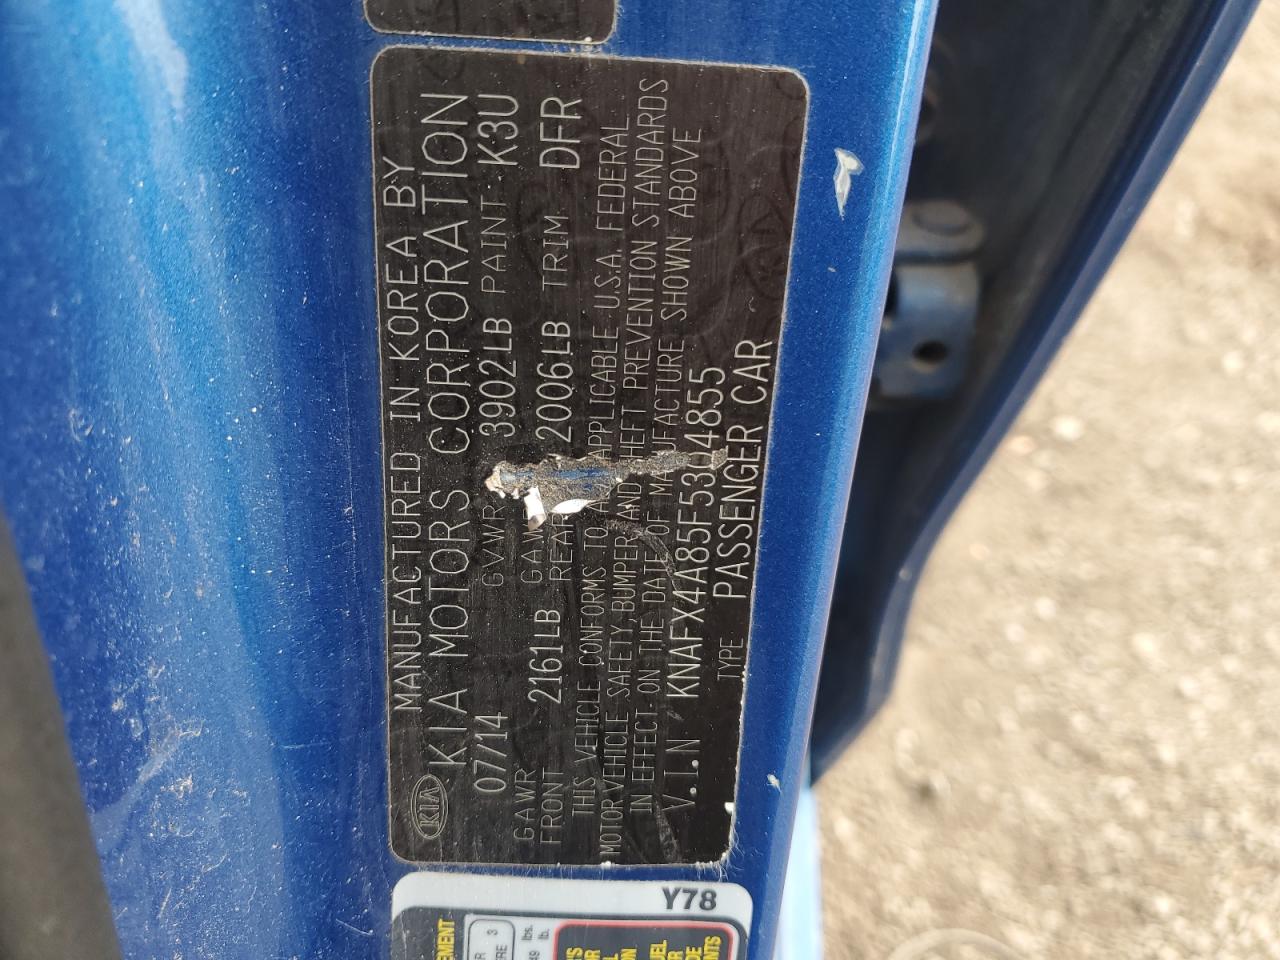 MANUFACTURED IN KOREA BY
KIA KIA MOTORS CORPORATION
07/14 GVWR 3902LB PAINT K3U
GAWR FRONT 2161LB REAR 2006LB TRIM DFR
THIS VEHICLE CONFORMS TO APPLICABLE U.S.A. FEDERAL
MOTOR VEHICLE SAFETY, BUMPER, AND THEFT PREVENTION STANDARDS
IN EFFECT ON THE DATE OF MANUFACTURE SHOWN ABOVE
V.I.N KNAFX4A85F5304855
TYPE PASSENGER CAR
Y78